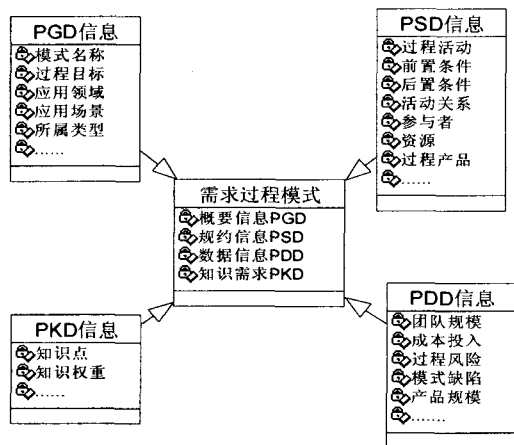 PGD信息
模式名称
过程目标
应用领域
应用场景
所属类型
......
PSD信息
过程活动
前置条件
后置条件
活动关系
参与者
资源
过程产品
......
需求过程模式
概要信息PGD
规约信息PSD
数据信息PDD
知识需求PKD
PKD信息
知识点
知识权重
......
PDD信息
团队规模
成本投入
过程风险
模式缺陷
产品规模
.......